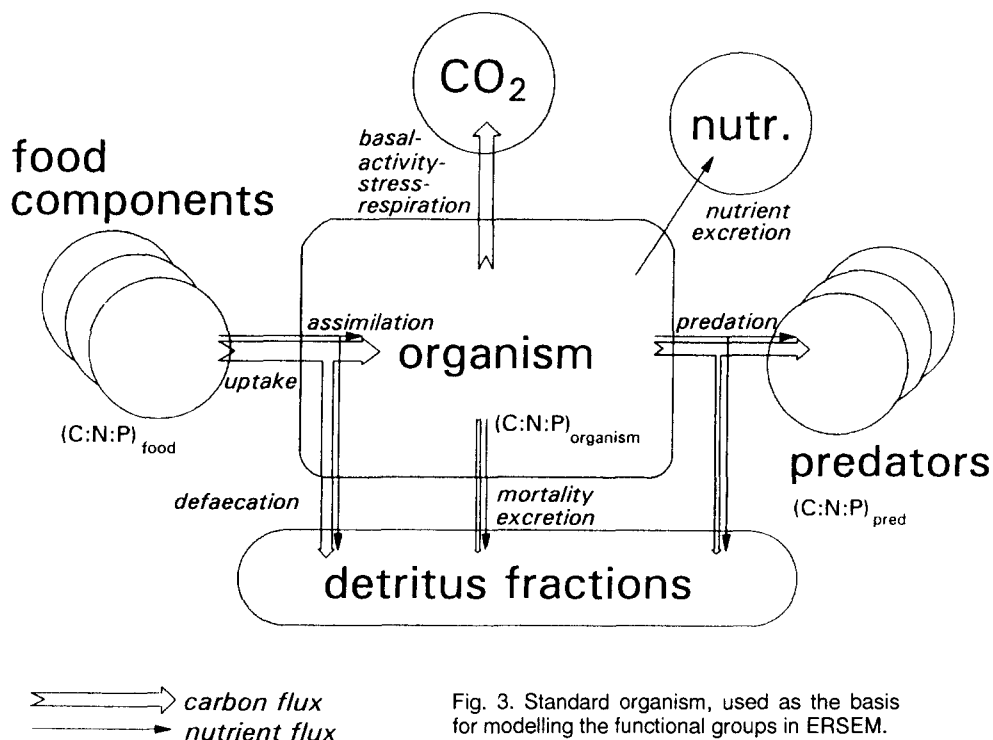 CO2
nutr.
basal-
activity-
stress-
respiration
food
components
nutrient
excretion
assimilation
predation
organism
uptake
(C:N:P)food
(C:N:P)organism
predators
(C:N:P)pred
defaecation
mortality
excretion
detritus fractions
carbon flux
nutrient flux
Fig. 3. Standard organism, used as the basis
for modelling the functional groups in ERSEM.